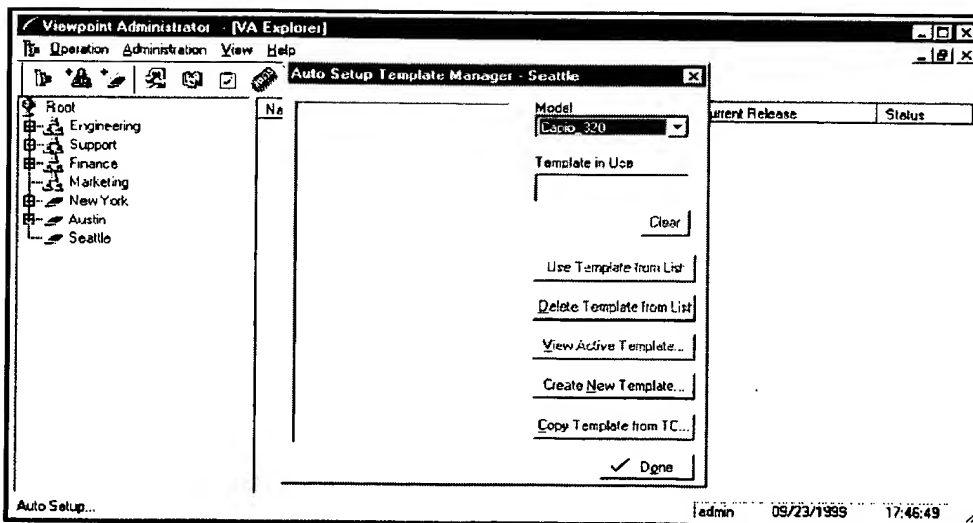 Viewpoint Administrator - [VA Explorer]
Operation Administration View Help
Auto Setup Template Manager - Seattle
Root
Engineering
Support
Finance
Marketing
New York
Austin
Seattle
Na
Model
Capio_320
Template in Use
Clear
Use Template from List
Delete Template from List
View Active Template...
Create New Template...
Copy Template from TC...
Done
urrent Release
Status
Auto Setup...
admin 09/23/1999 17:46:49